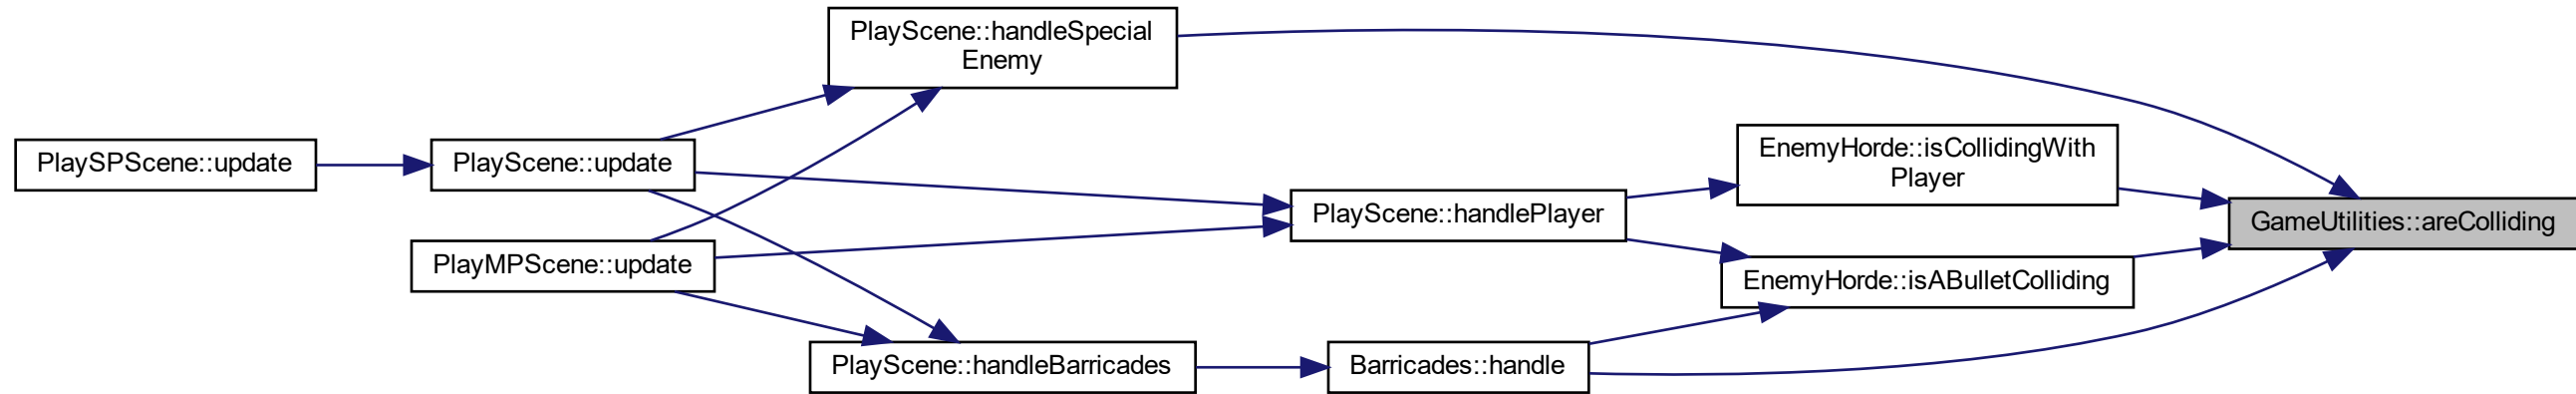 PlayScene::handleSpecial
Enemy
EnemyHorde::isCollidingWith
Player
PlaySPScene::update
PlayScene::update
PlayScene::handlePlayer
GameUtilities::areColliding
PlayMPScene::update
EnemyHorde::isABulletColliding
PlayScene::handleBarricades
Barricades::handle